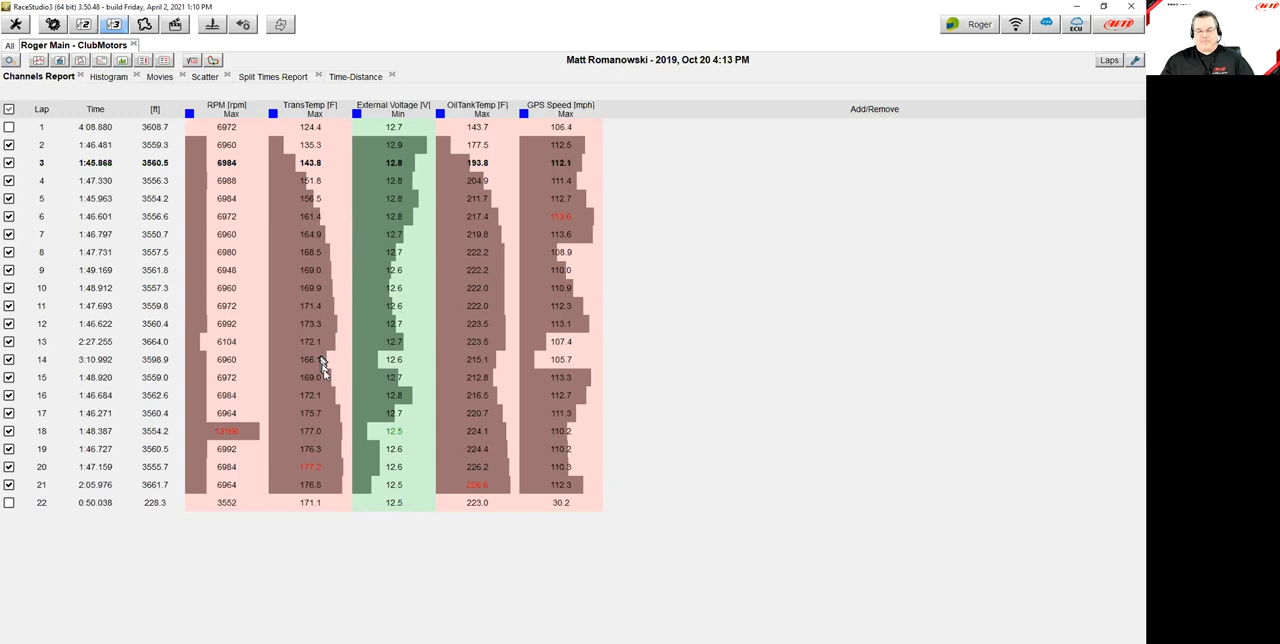 RaceStudio3 (64 bit) 3.50.48 - build Friday, April 2, 2021 1:10 PM
2 3 Roger ECU AiM
All Roger Main - ClubMotors
Matt Romanowski - 2019, Oct 20 4:13 PM Laps
Channels Report Histogram Movies Scatter Split Times Report Time-Distance
Lap Time [ft] RPM [rpm] Max TransTemp [F] Max External Voltage [V] Min OilTankTemp [F] Max GPS Speed [mph] Max Add/Remove
1 4:08.880 3608.7 6972 124.4 12.7 143.7 106.4
2 1:46.481 3559.3 6960 135.3 12.9 177.5 112.5
3 1:45.868 3560.5 6984 143.8 12.8 193.8 112.1
4 1:47.330 3556.3 6988 151.8 12.8 204.9 111.4
5 1:45.963 3554.2 6984 156.5 12.8 211.7 112.7
6 1:46.601 3556.6 6972 161.4 12.8 217.4 113.6
7 1:46.797 3550.7 6960 164.9 12.7 219.8 113.6
8 1:47.731 3557.5 6980 168.5 12.7 222.2 108.9
9 1:49.169 3561.8 6948 169.0 12.6 222.2 110.0
10 1:48.912 3557.3 6960 169.9 12.6 222.0 110.9
11 1:47.693 3559.8 6972 171.4 12.6 222.0 112.3
12 1:46.622 3560.4 6992 173.3 12.7 223.5 113.1
13 2:27.255 3664.0 6104 172.1 12.7 223.5 107.4
14 3:10.992 3598.9 6960 12.6 215.1 105.7
15 1:48.920 3559.0 6972 169.0 12.7 212.8 113.3
16 1:46.684 3562.6 6984 172.1 12.8 216.5 112.7
17 1:46.271 3560.4 6964 175.7 12.7 220.7 111.3
18 1:48.387 3554.2 13160 177.0 12.5 224.1 110.2
19 1:46.727 3560.5 6992 176.3 12.6 224.4 110.2
20 1:47.159 3555.7 6984 177.2 12.6 226.2 110.3
21 2:05.976 3661.7 6964 176.8 12.5 226.6 112.3
22 0:50.038 228.3 3552 171.1 12.5 223.0 30.2